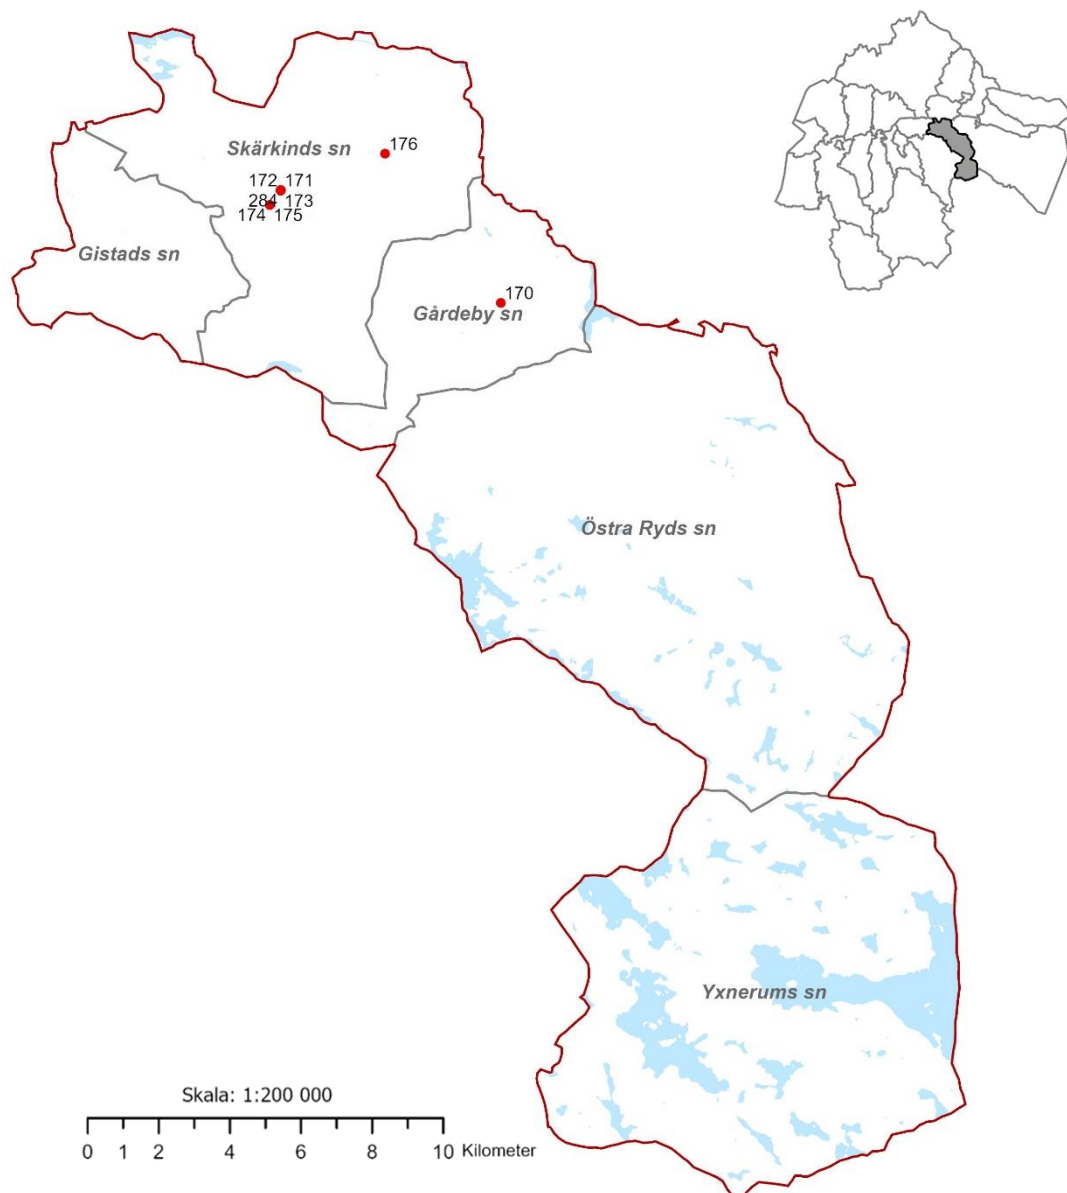 Skärkinds sn
176
172 171
284 173
174 175
Gistads sn
170
Gårdeby sn
Östra Ryds sn
Yxnerums sn
Skala: 1:200 000
0 1 2 4 6 8 10 Kilometer